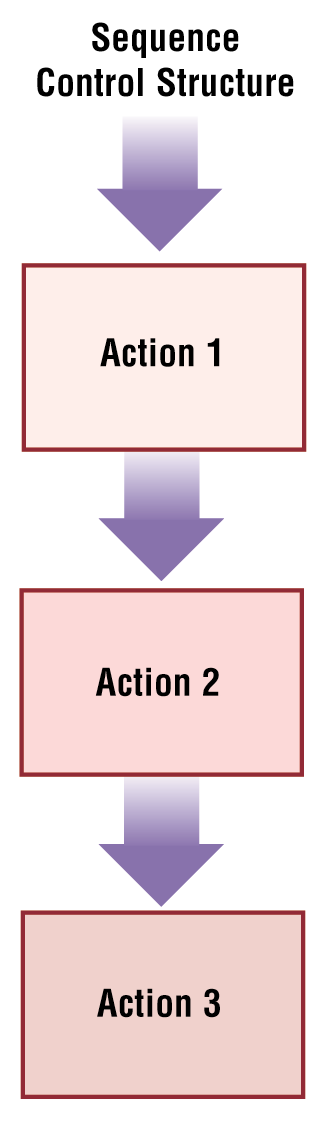 Sequence
Control Structure
Action 1
Action 2
Action 3